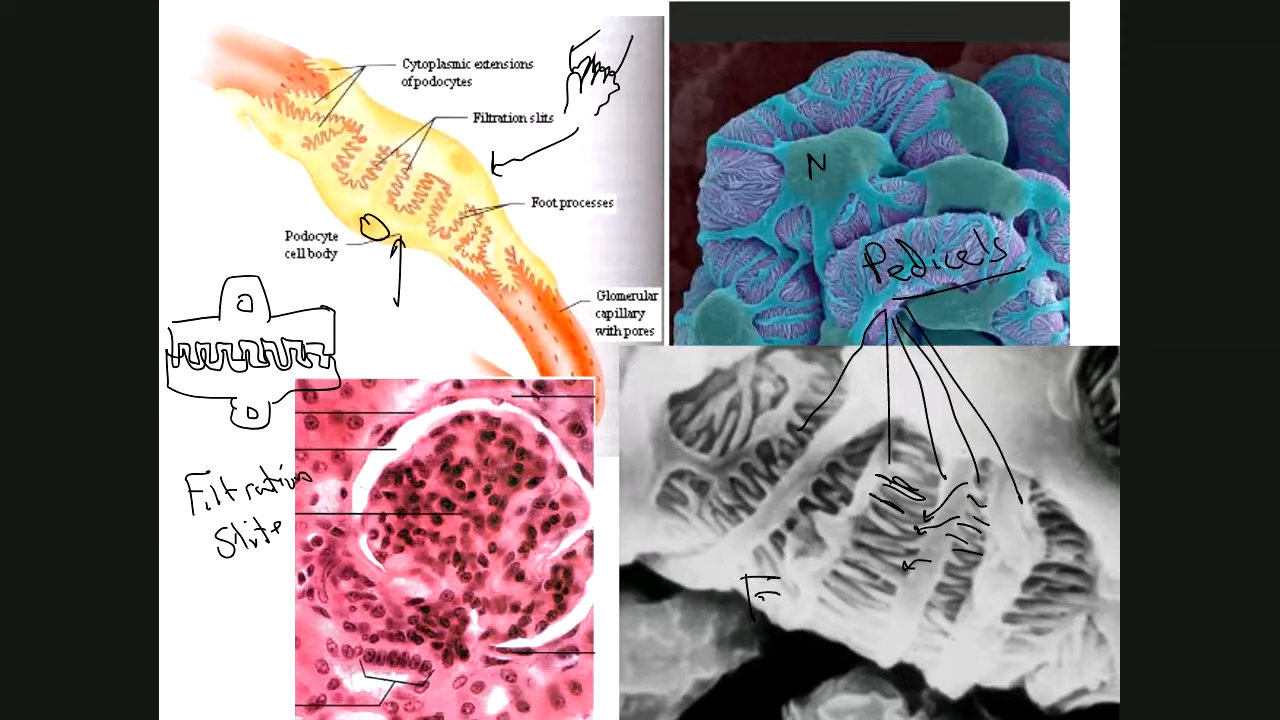 Cytoplasmic extensions
of podocytes
Filtration slits
Foot processes
Podocyte
cell body
Glomerular
capillary
with pores
N
Pedicels
Filtration
Slits